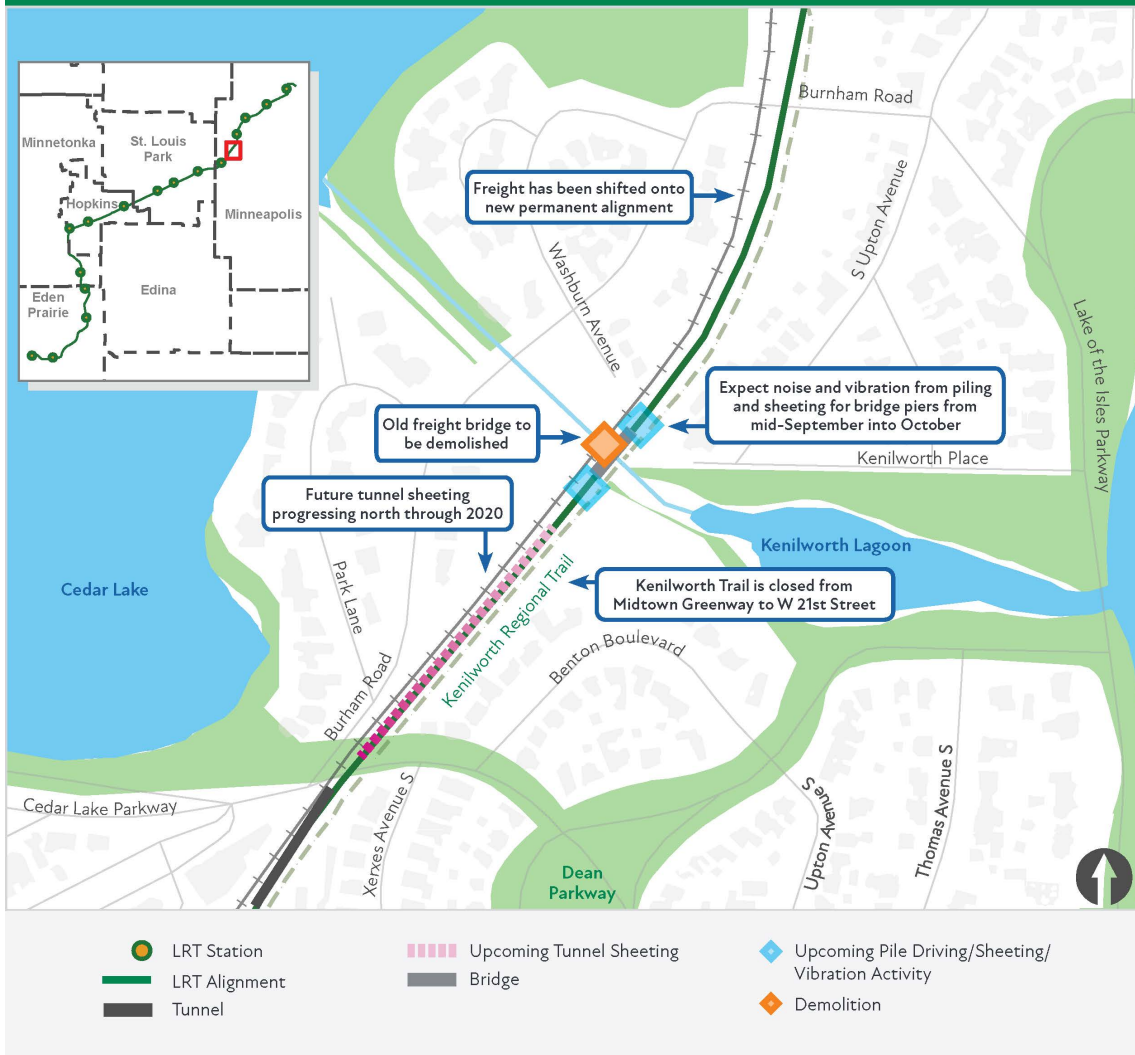 Burnham Road
Minnetonka
St. Louis
Park
Hopkins
Minneapolis
Edina
Eden
Prairie
Freight has been shifted onto
new permanent alignment
S Upton Avenue
Washburn Avenue
Lake of the Isles Parkway
Expect noise and vibration from piling
and sheeting for bridge piers from
mid-September into October
Old freight bridge to
be demolished
Kenilworth Place
Future tunnel sheeting
progressing north through 2020
Kenilworth Lagoon
Cedar Lake
Park Lane
Kenilworth Regional Trail
Kenilworth Trail is closed from
Midtown Greenway to W 21st Street
Benton Boulevard
Burham Road
Cedar Lake Parkway
Xerxes Avenue S
Dean
Parkway
Upton Avenue S
Thomas Avenue S
LRT Station
LRT Alignment
Tunnel
Upcoming Tunnel Sheeting
Bridge
Upcoming Pile Driving/Sheeting/
Vibration Activity
Demolition